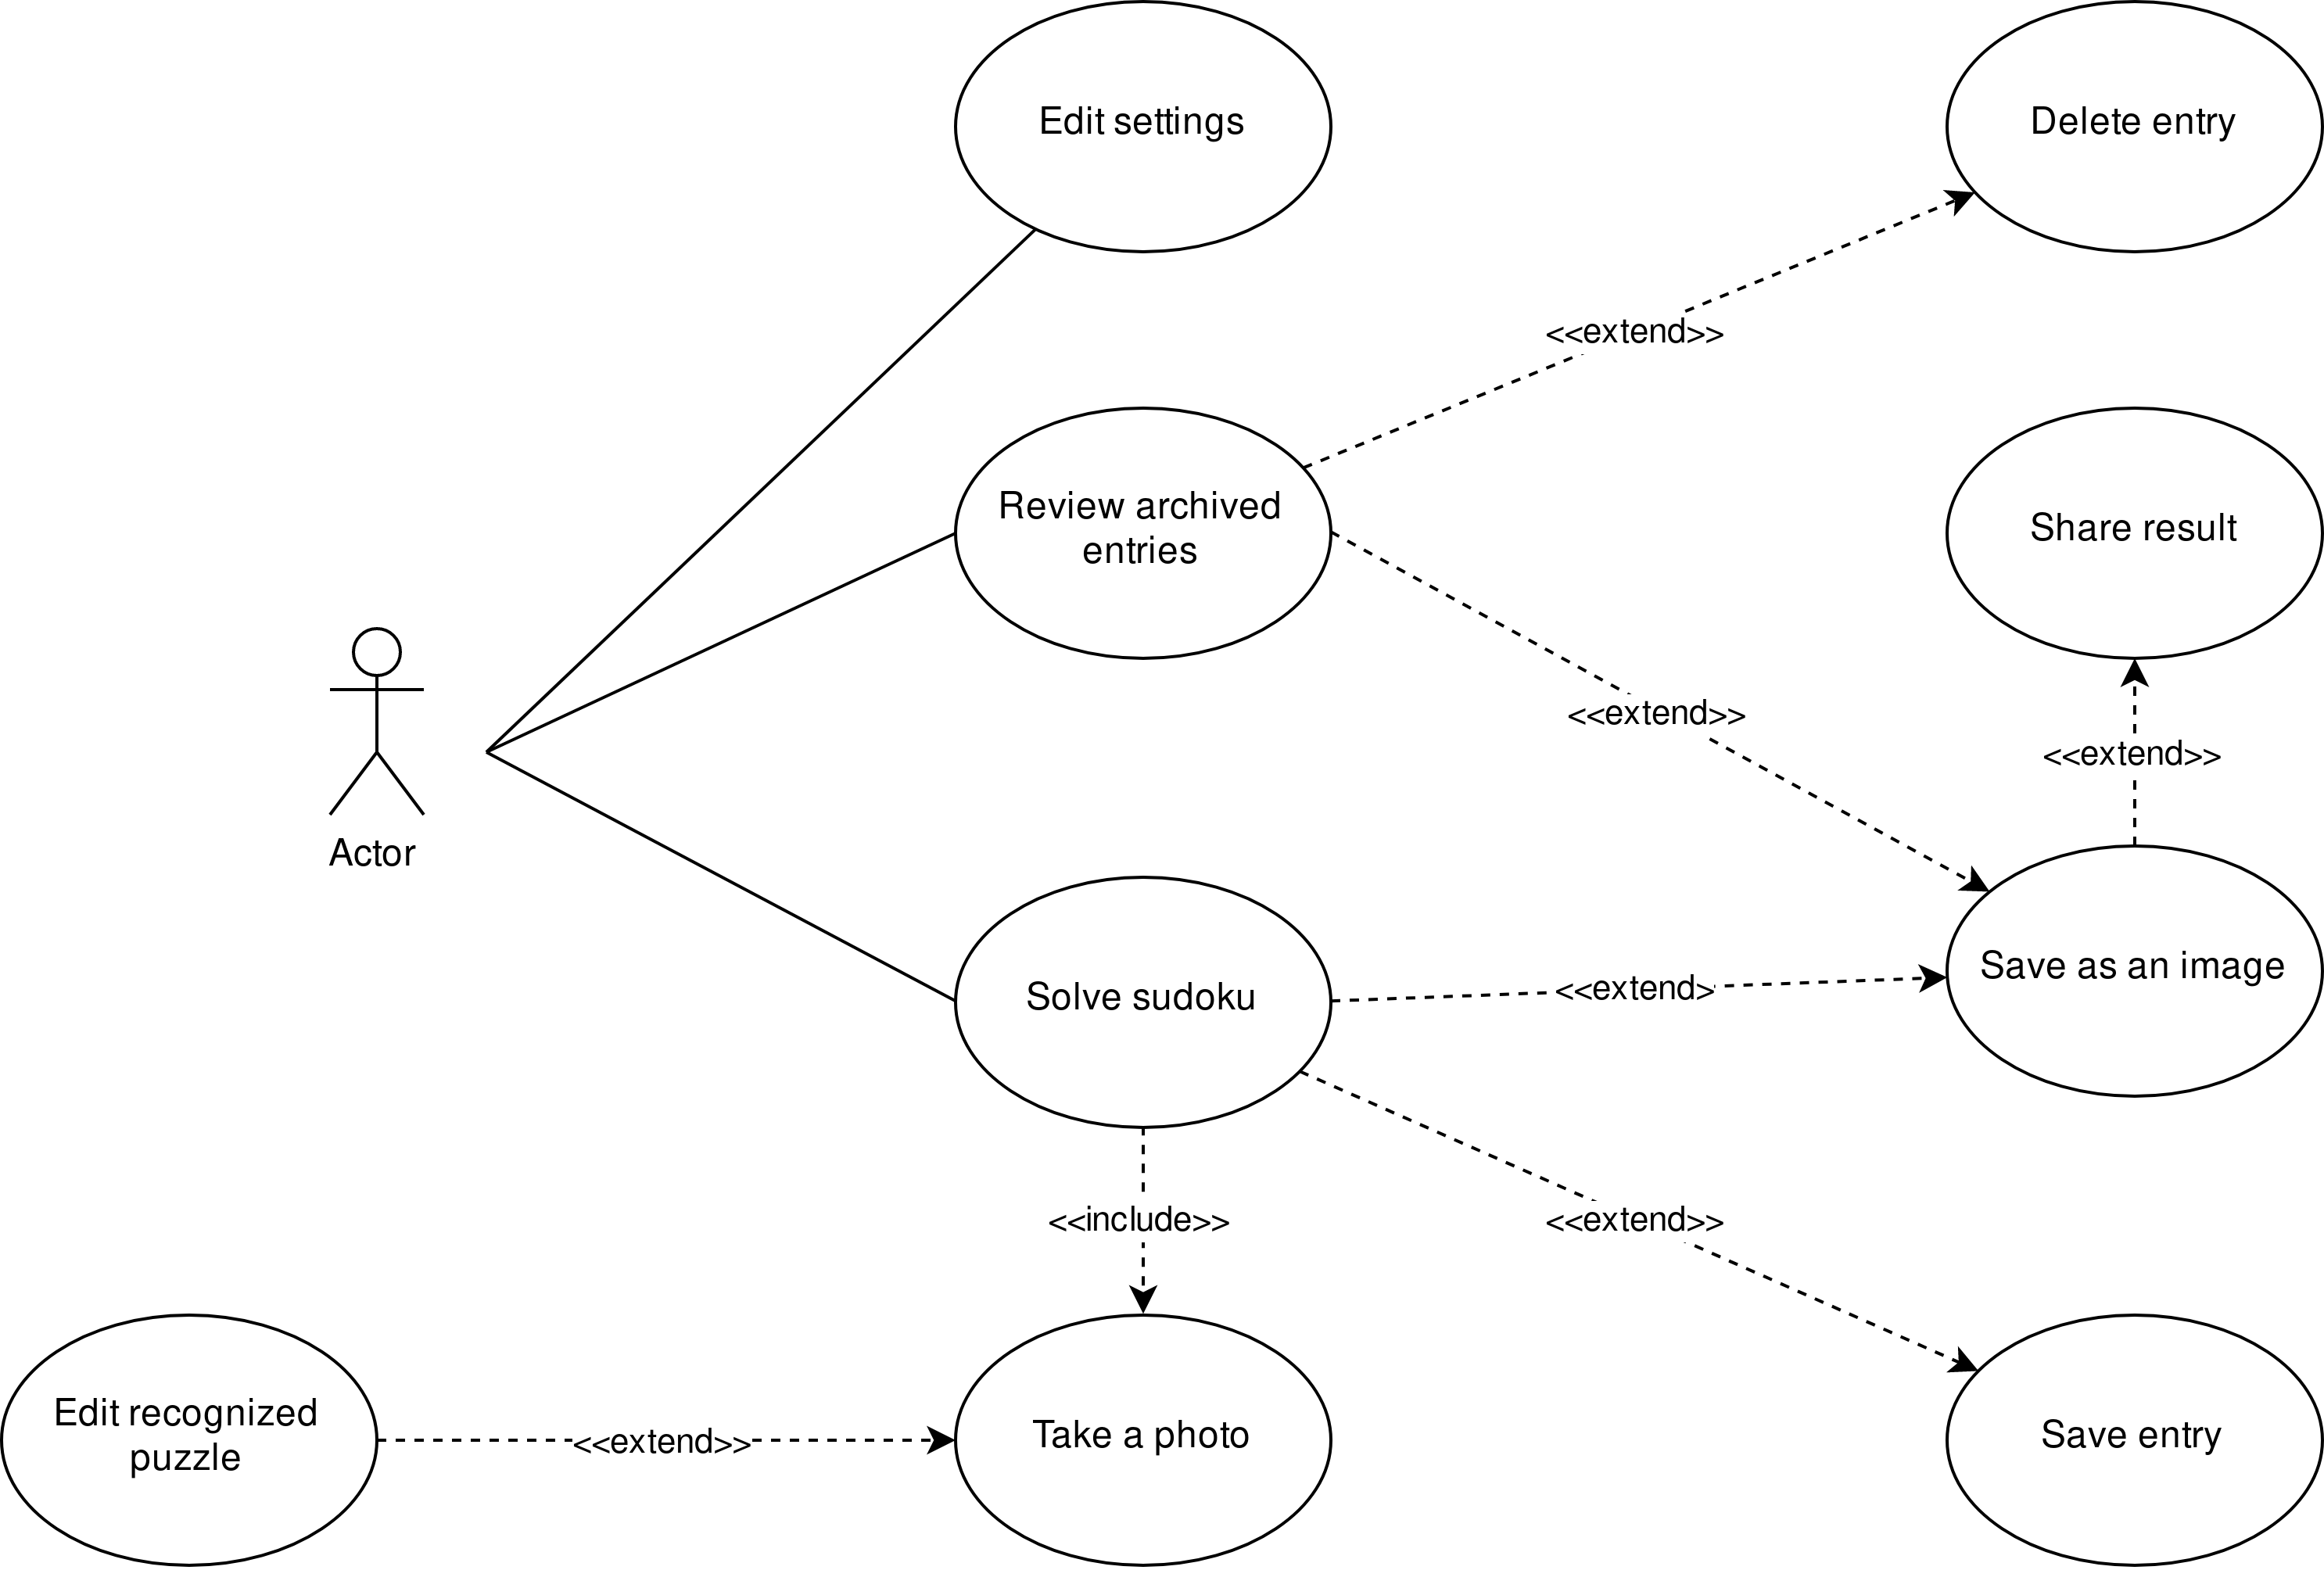 Edit settings
Delete entry
<<extend>>
Review archived
entries
Share result
<<extend>>
<<extend>>
Actor
Solve sudoku
<<extend>
Save as an image
<<include>>
<<extend>>
Edit recognized
puzzle
<<extend>>
Take a photo
Save entry